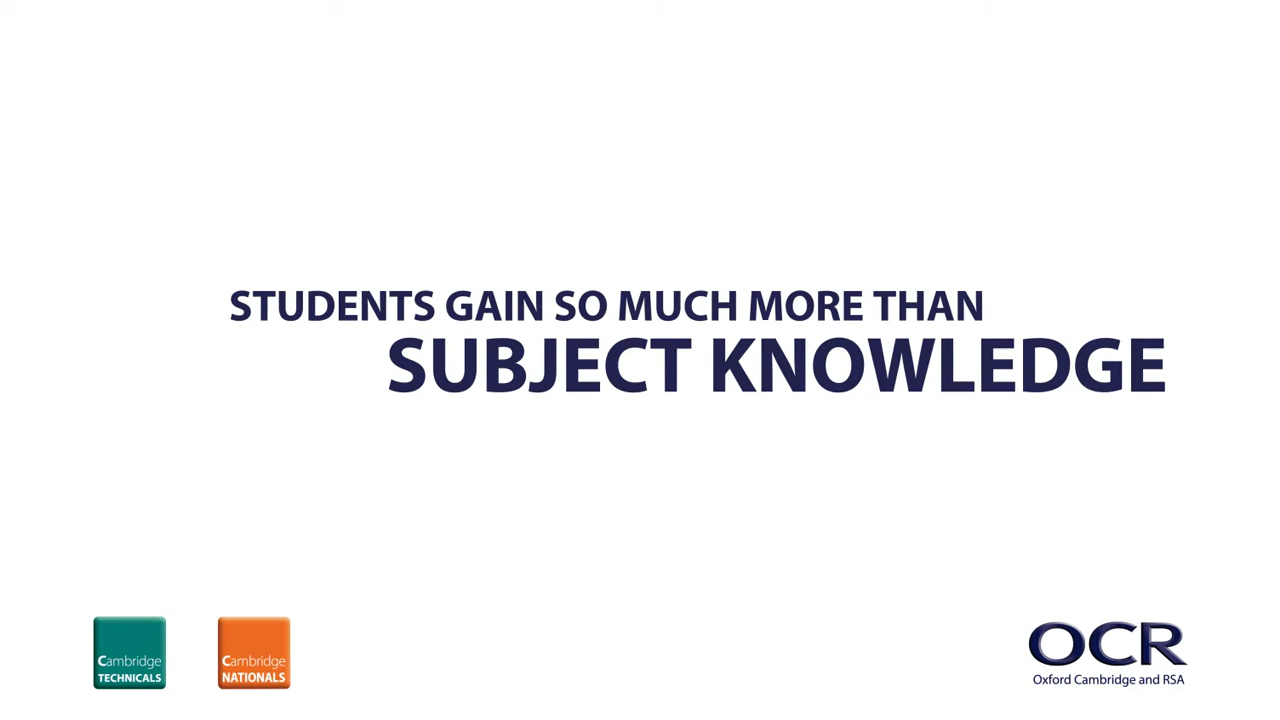 STUDENTS GAIN SO MUCH MORE THAN
SUBJECT KNOWLEDGE
Cambridge
TECHNICALS
Cambridge
NATIONALS
OCR
Oxford Cambridge and RSA